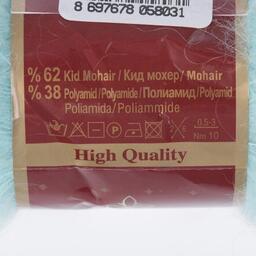 8 697678 058031
% 62 Kid Mohair / Кид мохер / Mohair
% 38 Polyamid / Polyamide / Полиамид / Polyamid
Poliamida / Poliammide
0.5-3
Nm 10
High Quality